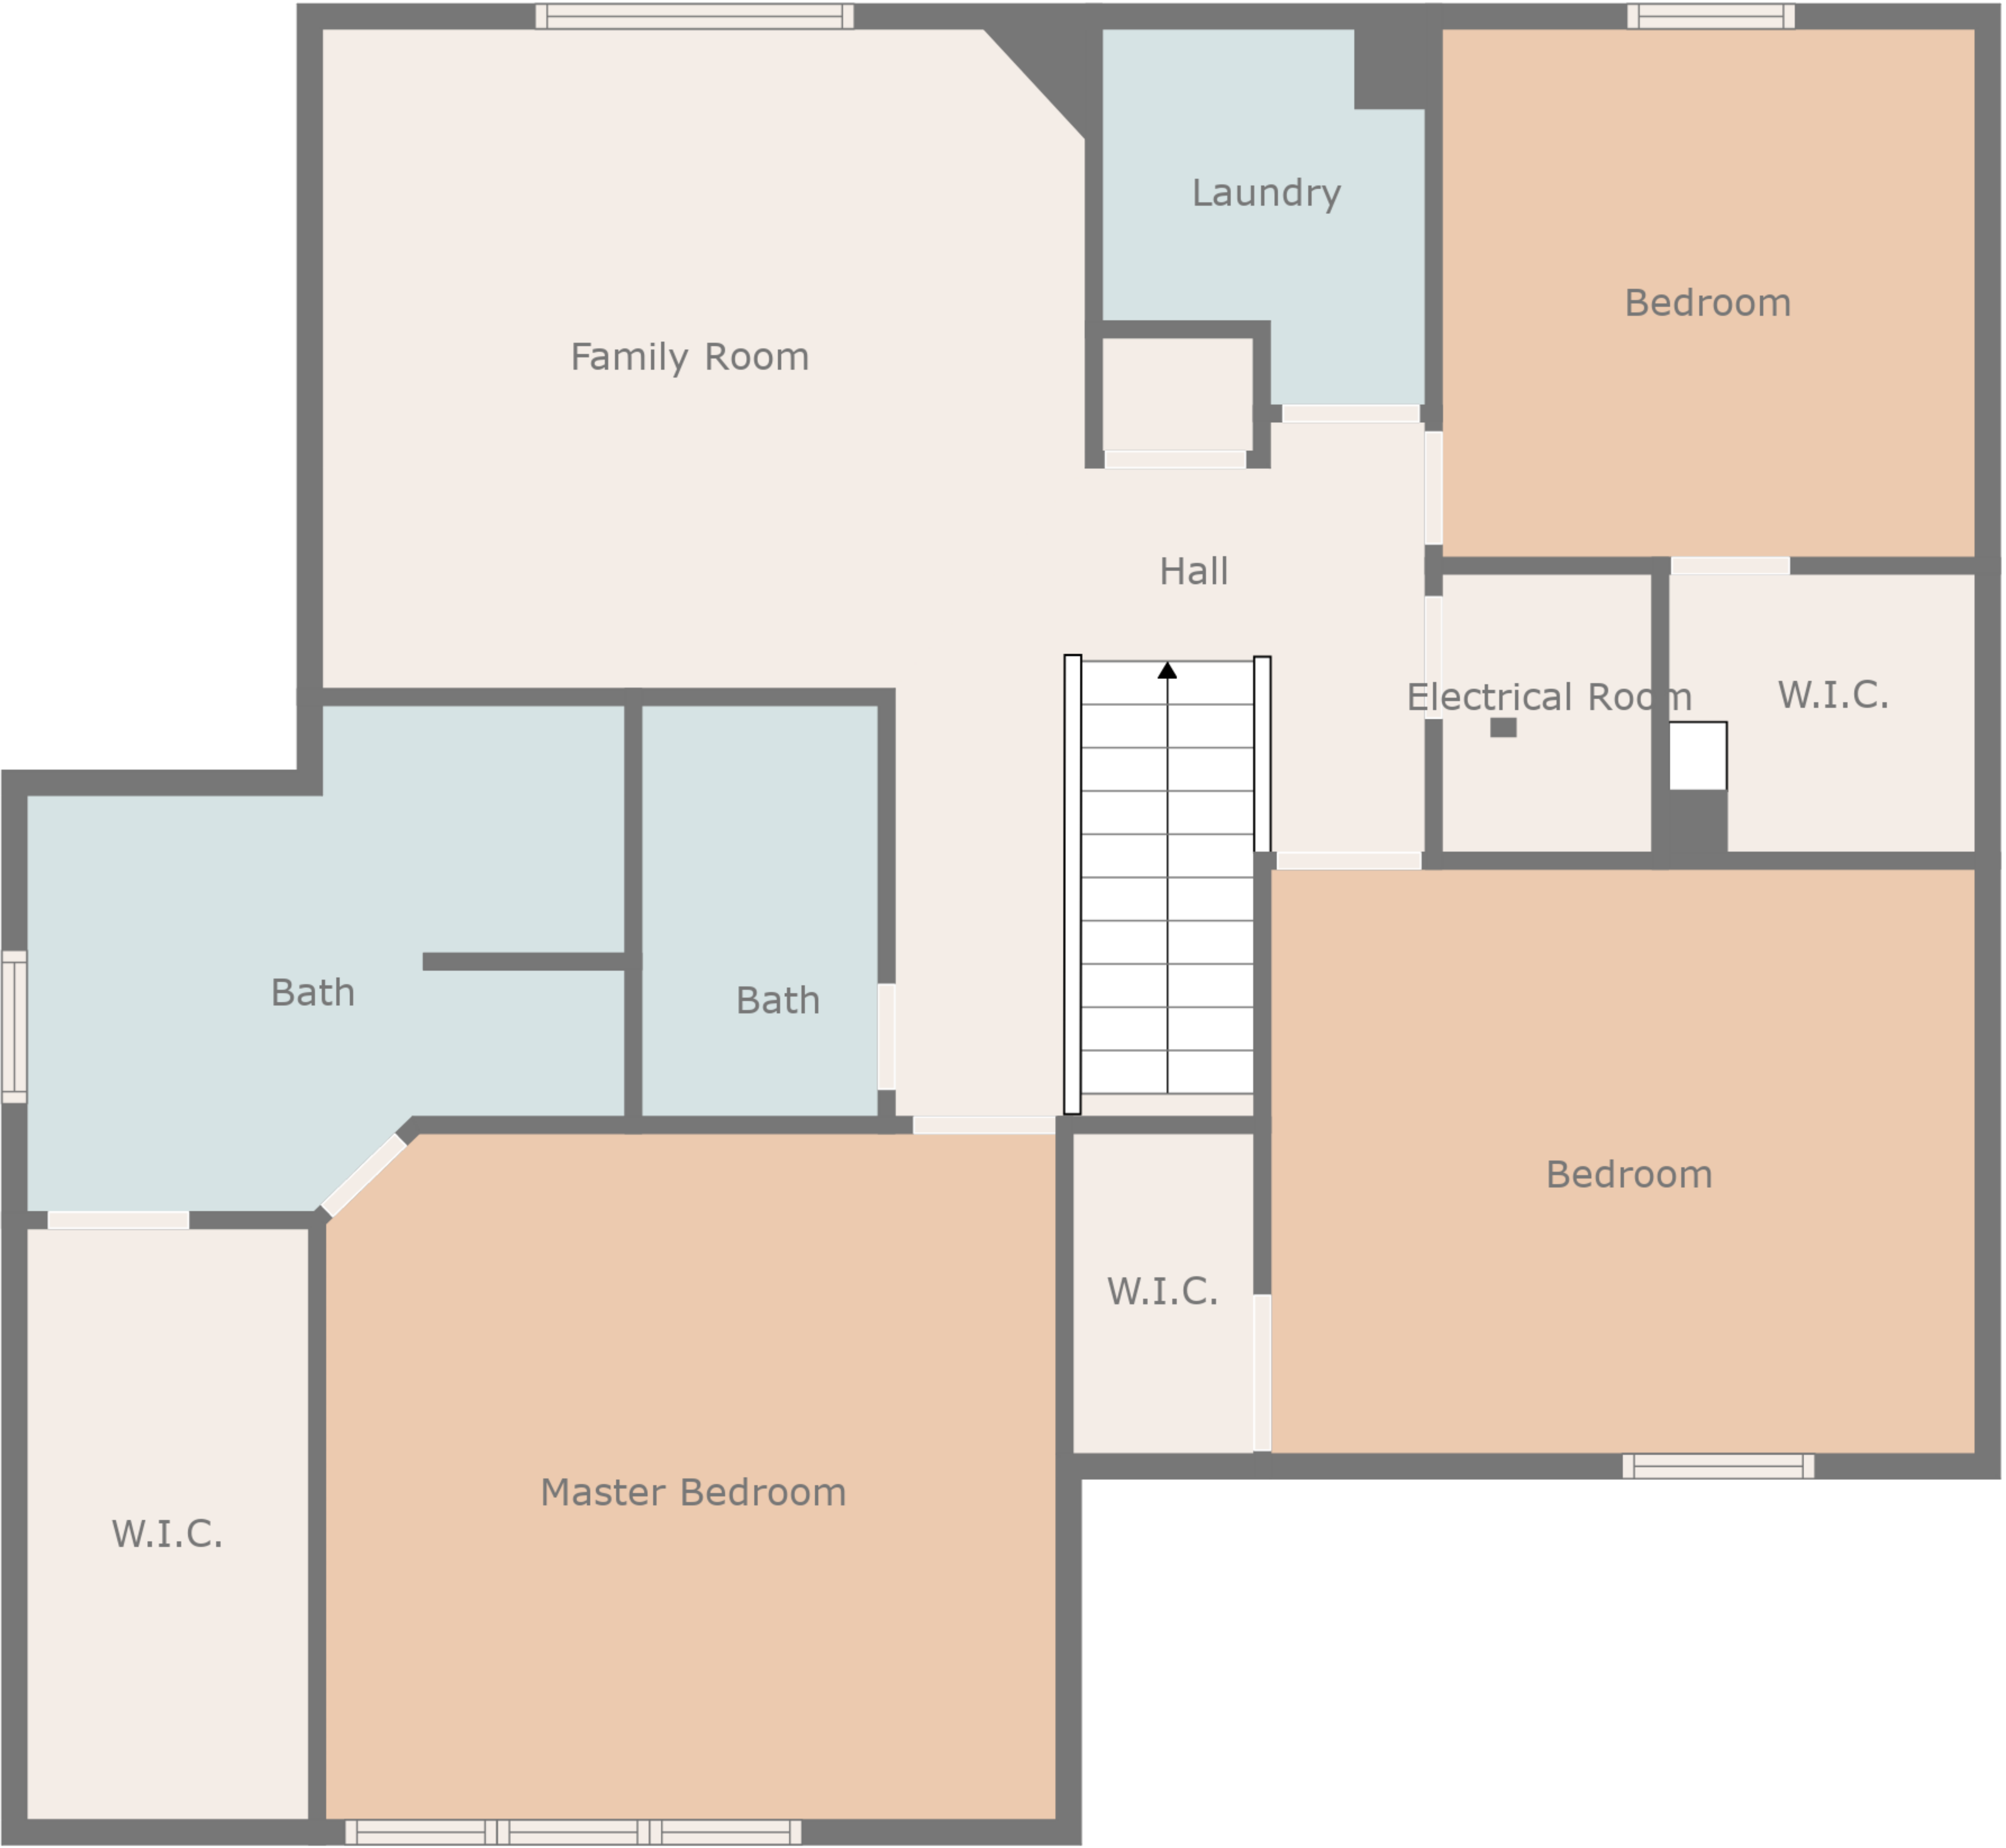 Laundry
Bedroom
Family Room
Hall
Electrical Room
W.I.C.
Bath
Bath
Bedroom
W.I.C.
Master Bedroom
W.I.C.